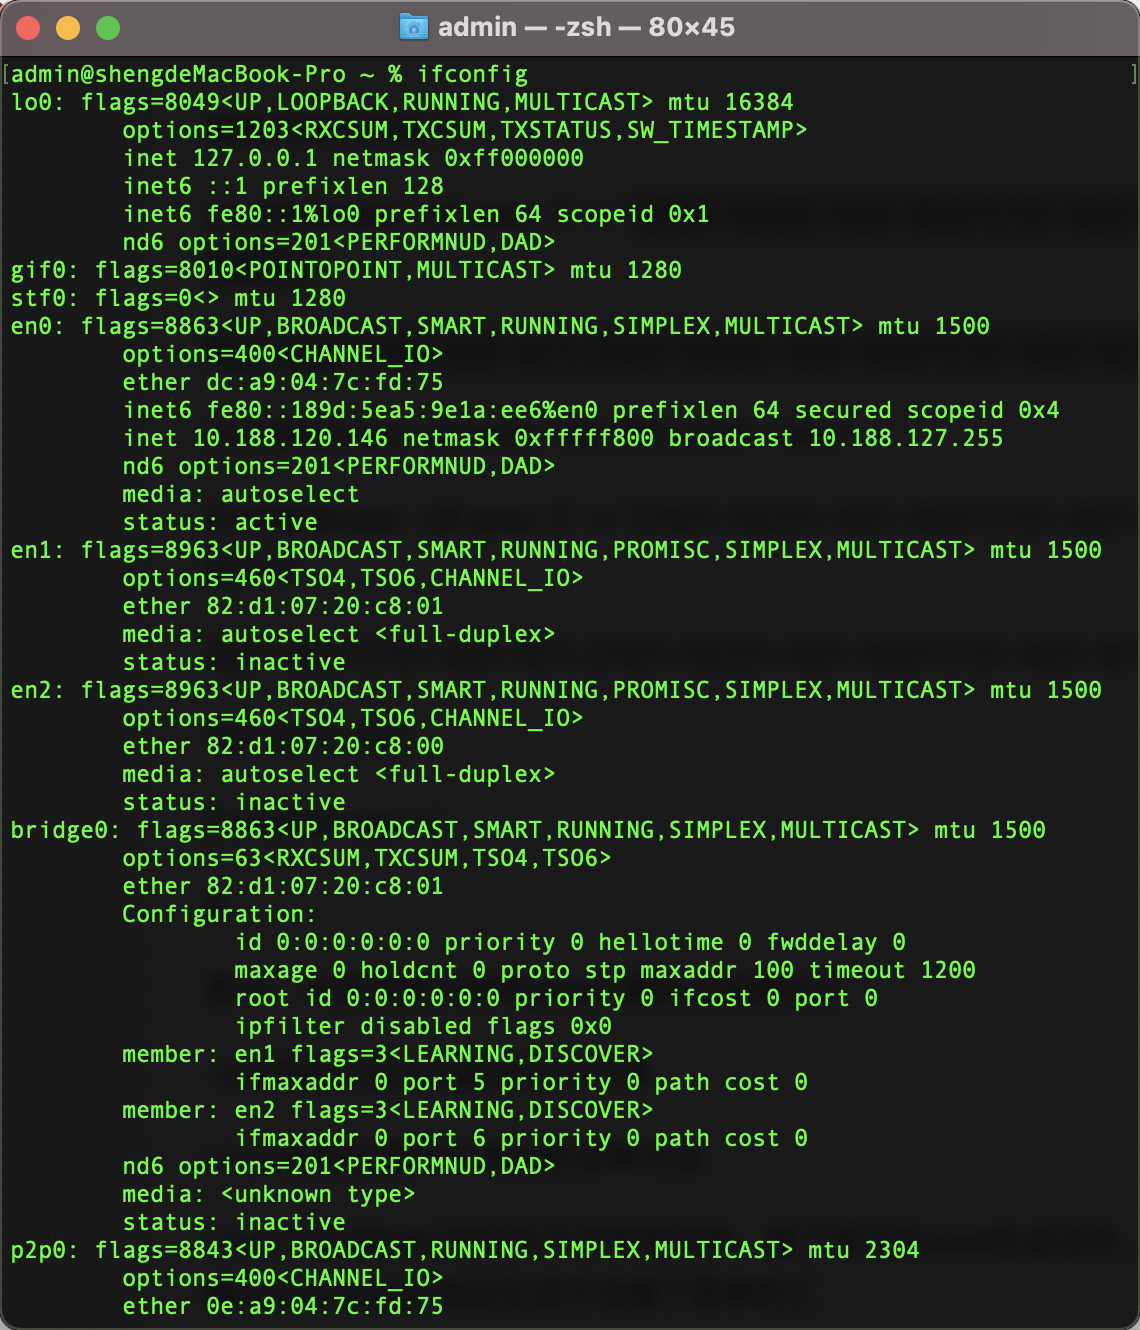 admin — -zsh — 80×45
[admin@shengdeMacBook-Pro ~ % ifconfig ]
lo0: flags=8049<UP,LOOPBACK,RUNNING,MULTICAST> mtu 16384
options=1203<RXCSUM,TXCSUM,TXSTATUS,SW_TIMESTAMP>
inet 127.0.0.1 netmask 0xff000000
inet6 ::1 prefixlen 128
inet6 fe80::1%lo0 prefixlen 64 scopeid 0x1
nd6 options=201<PERFORMNUD,DAD>
gif0: flags=8010<POINTOPOINT,MULTICAST> mtu 1280
stf0: flags=0<> mtu 1280
en0: flags=8863<UP,BROADCAST,SMART,RUNNING,SIMPLEX,MULTICAST> mtu 1500
options=400<CHANNEL_IO>
ether dc:a9:04:7c:fd:75
inet6 fe80::189d:5ea5:9e1a:ee6%en0 prefixlen 64 secured scopeid 0x4
inet 10.188.120.146 netmask 0xfffff800 broadcast 10.188.127.255
nd6 options=201<PERFORMNUD,DAD>
media: autoselect
status: active
en1: flags=8963<UP,BROADCAST,SMART,RUNNING,PROMISC,SIMPLEX,MULTICAST> mtu 1500
options=460<TSO4,TSO6,CHANNEL_IO>
ether 82:d1:07:20:c8:01
media: autoselect <full-duplex>
status: inactive
en2: flags=8963<UP,BROADCAST,SMART,RUNNING,PROMISC,SIMPLEX,MULTICAST> mtu 1500
options=460<TSO4,TSO6,CHANNEL_IO>
ether 82:d1:07:20:c8:00
media: autoselect <full-duplex>
status: inactive
bridge0: flags=8863<UP,BROADCAST,SMART,RUNNING,SIMPLEX,MULTICAST> mtu 1500
options=63<RXCSUM,TXCSUM,TSO4,TSO6>
ether 82:d1:07:20:c8:01
Configuration:
id 0:0:0:0:0:0 priority 0 hellotime 0 fwddelay 0
maxage 0 holdcnt 0 proto stp maxaddr 100 timeout 1200
root id 0:0:0:0:0:0 priority 0 ifcost 0 port 0
ipfilter disabled flags 0x0
member: en1 flags=3<LEARNING,DISCOVER>
ifmaxaddr 0 port 5 priority 0 path cost 0
member: en2 flags=3<LEARNING,DISCOVER>
ifmaxaddr 0 port 6 priority 0 path cost 0
nd6 options=201<PERFORMNUD,DAD>
media: <unknown type>
status: inactive
p2p0: flags=8843<UP,BROADCAST,RUNNING,SIMPLEX,MULTICAST> mtu 2304
options=400<CHANNEL_IO>
ether 0e:a9:04:7c:fd:75